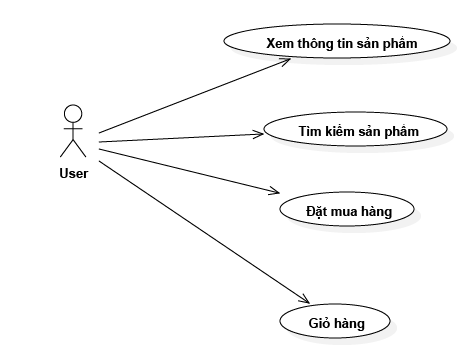 Xem thông tin sản phẩm
Tìm kiếm sản phẩm
User
Đặt mua hàng
Giỏ hàng